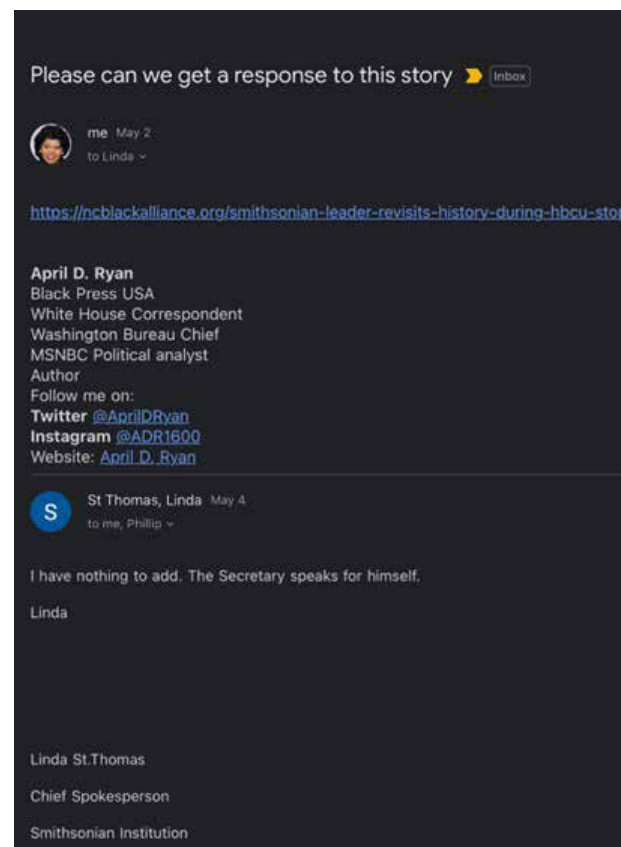 Please can we get a response to this story Inbox
me May 2
to Linda
https://ncblackalliance.org/smithsonian-leader-revisits-history-during-hbcu-stor
April D. Ryan
Black Press USA
White House Correspondent
Washington Bureau Chief
MSNBC Political analyst
Author
Follow me on:
Twitter @AprilDRyan
Instagram @ADR1600
Website: April D. Ryan
S
St Thomas, Linda May 4
to me, Phillip
I have nothing to add. The Secretary speaks for himself.
Linda
Linda St.Thomas
Chief Spokesperson
Smithsonian Institution